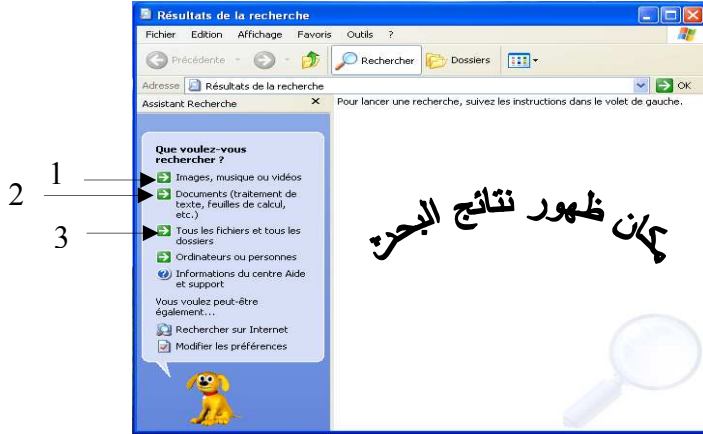 Résultats de la recherche
Fichier Edition Affichage Favoris Outils ?
Précédente Rechercher Dossiers
Adresse Résultats de la recherche OK
Assistant Recherche
Pour lancer une recherche, suivez les instructions dans le volet de gauche.
Que voulez-vous
rechercher ?
1
Images, musique ou vidéos
2
Documents (traitement de
texte, feuilles de calcul,
etc.)
3
Tous les fichiers et tous les
dossiers
Ordinateurs ou personnes
Informations du centre Aide
et support
Vous voulez peut-être
également...
Rechercher sur Internet
Modifier les préférences
مكان ظهور نتائج البحث